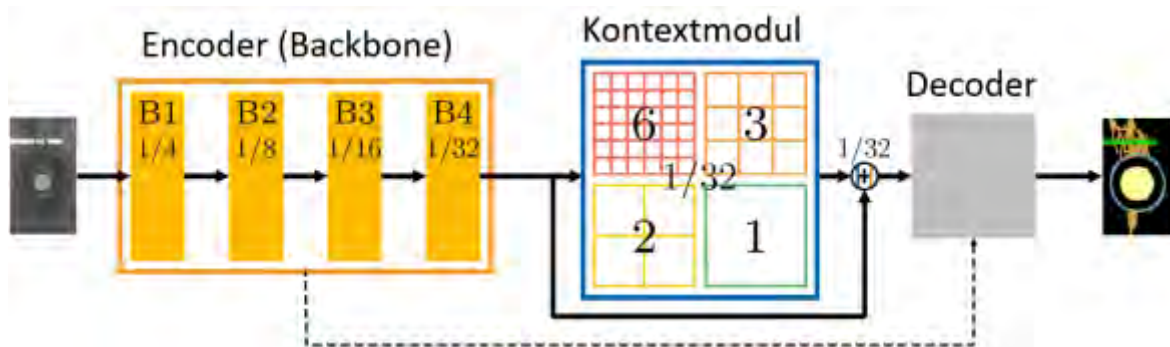 Encoder (Backbone)
Kontextmodul
Decoder
B1 B2 B3 B4
1/4 1/8 1/16 1/32
6 3
1/32
2 1
1/32
+